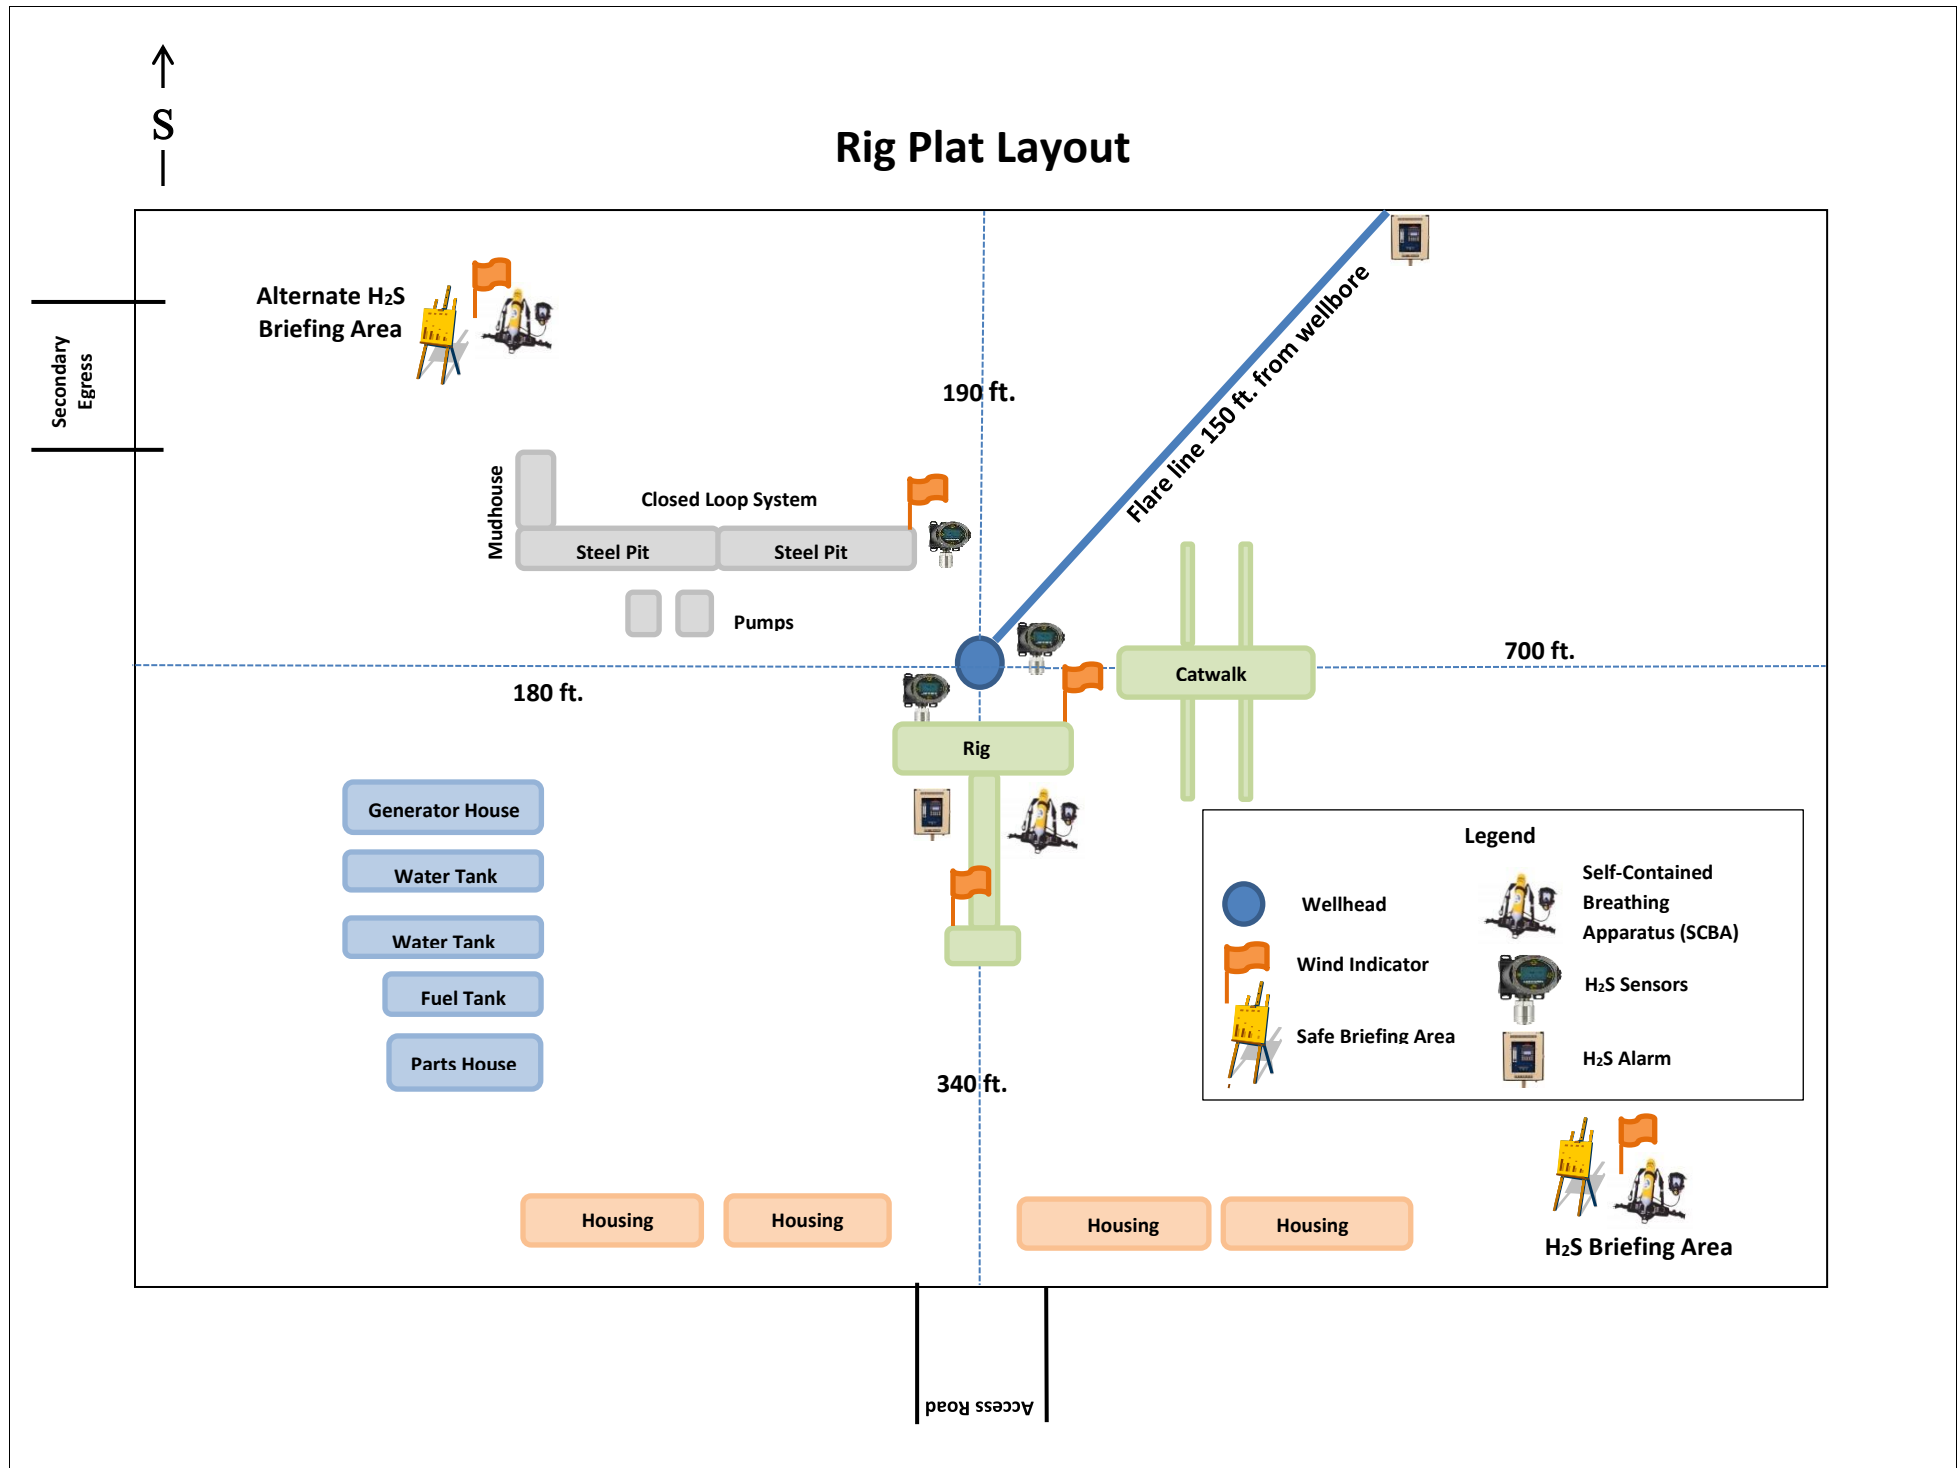 S
Rig Plat Layout
Alternate H₂S
Briefing Area
Secondary
Egress
190 ft.
Flare line 150 ft. from wellbore
Mudhouse
Closed Loop System
Steel Pit
Steel Pit
Pumps
700 ft.
180 ft.
Catwalk
Rig
Generator House
Water Tank
Water Tank
Fuel Tank
Parts House
340 ft.
Legend
Wellhead
Wind Indicator
Safe Briefing Area
Self-Contained
Breathing
Apparatus (SCBA)
H₂S Sensors
H₂S Alarm
Housing
Housing
Housing
Housing
H₂S Briefing Area
Access Road